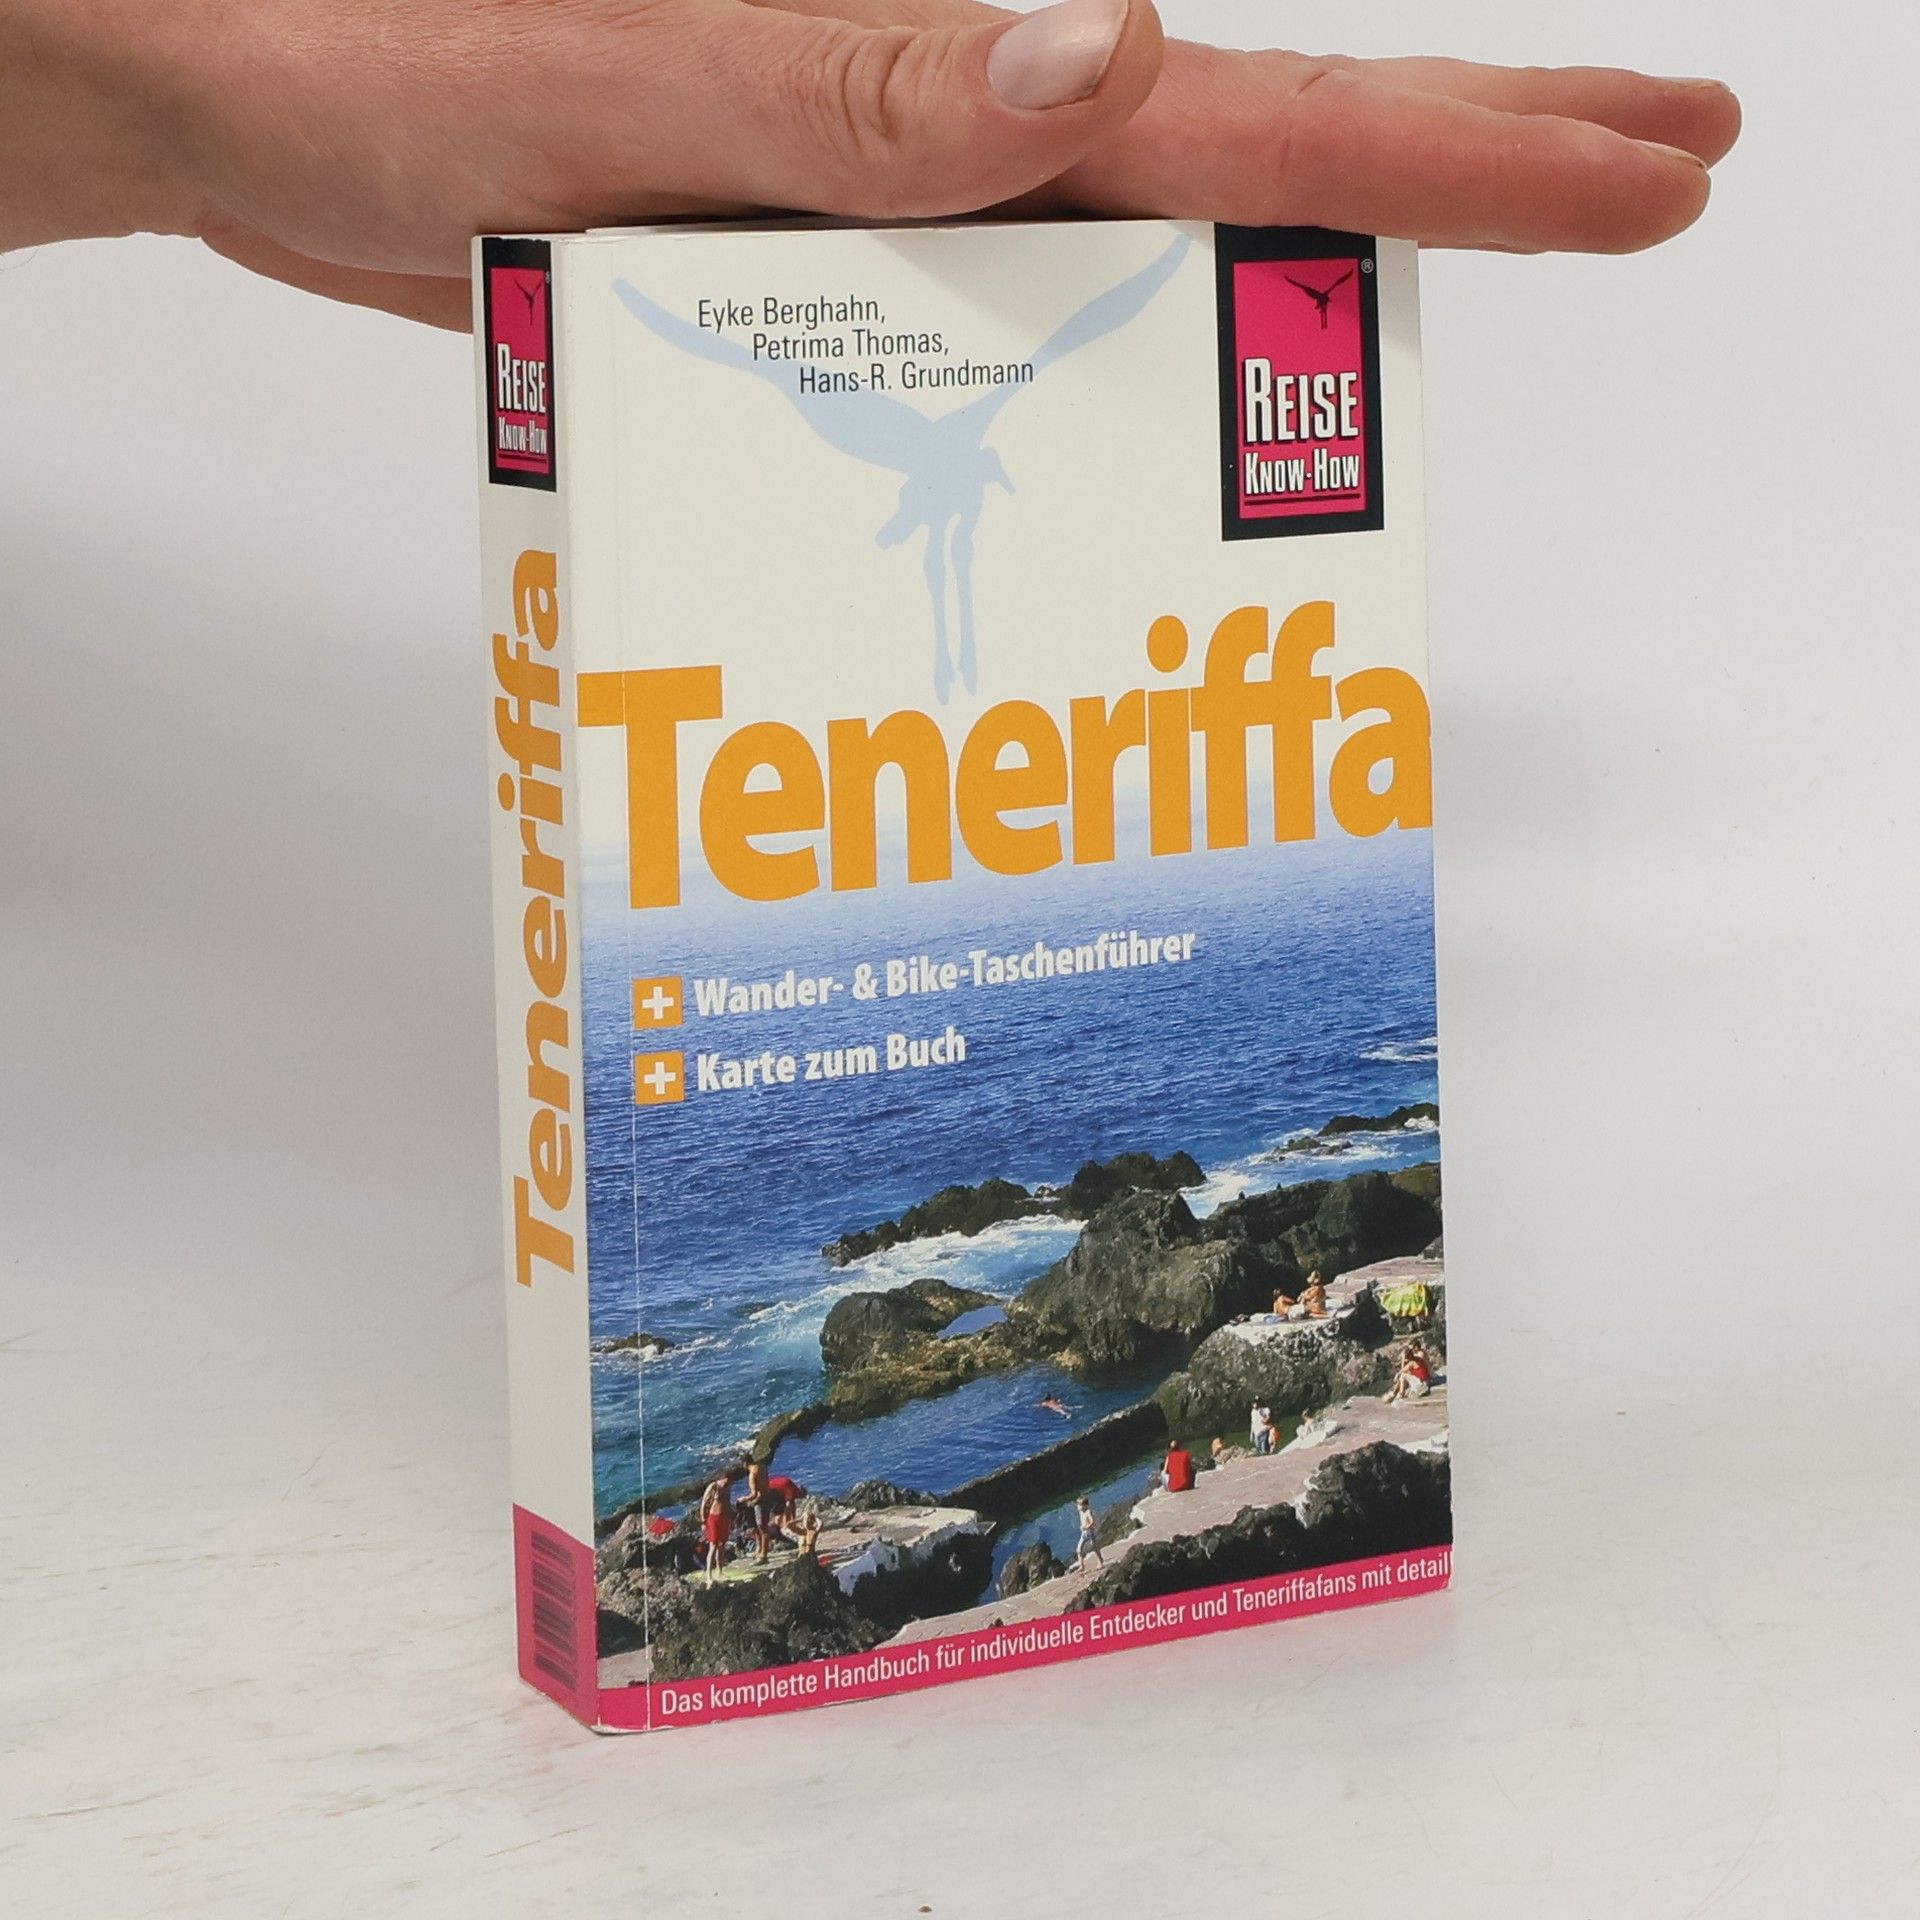 Eyke Berghahn,
Petrima Thomas,
Hans-R. Grundmann
REISE
KNOW-HOW
®
REISE
KNOW-HOW
®
Teneriffa
Teneriffa
+ Wander- & Bike-Taschenführer
+ Karte zum Buch
Das komplette Handbuch für individuelle Entdecker und Teneriffafans mit detail